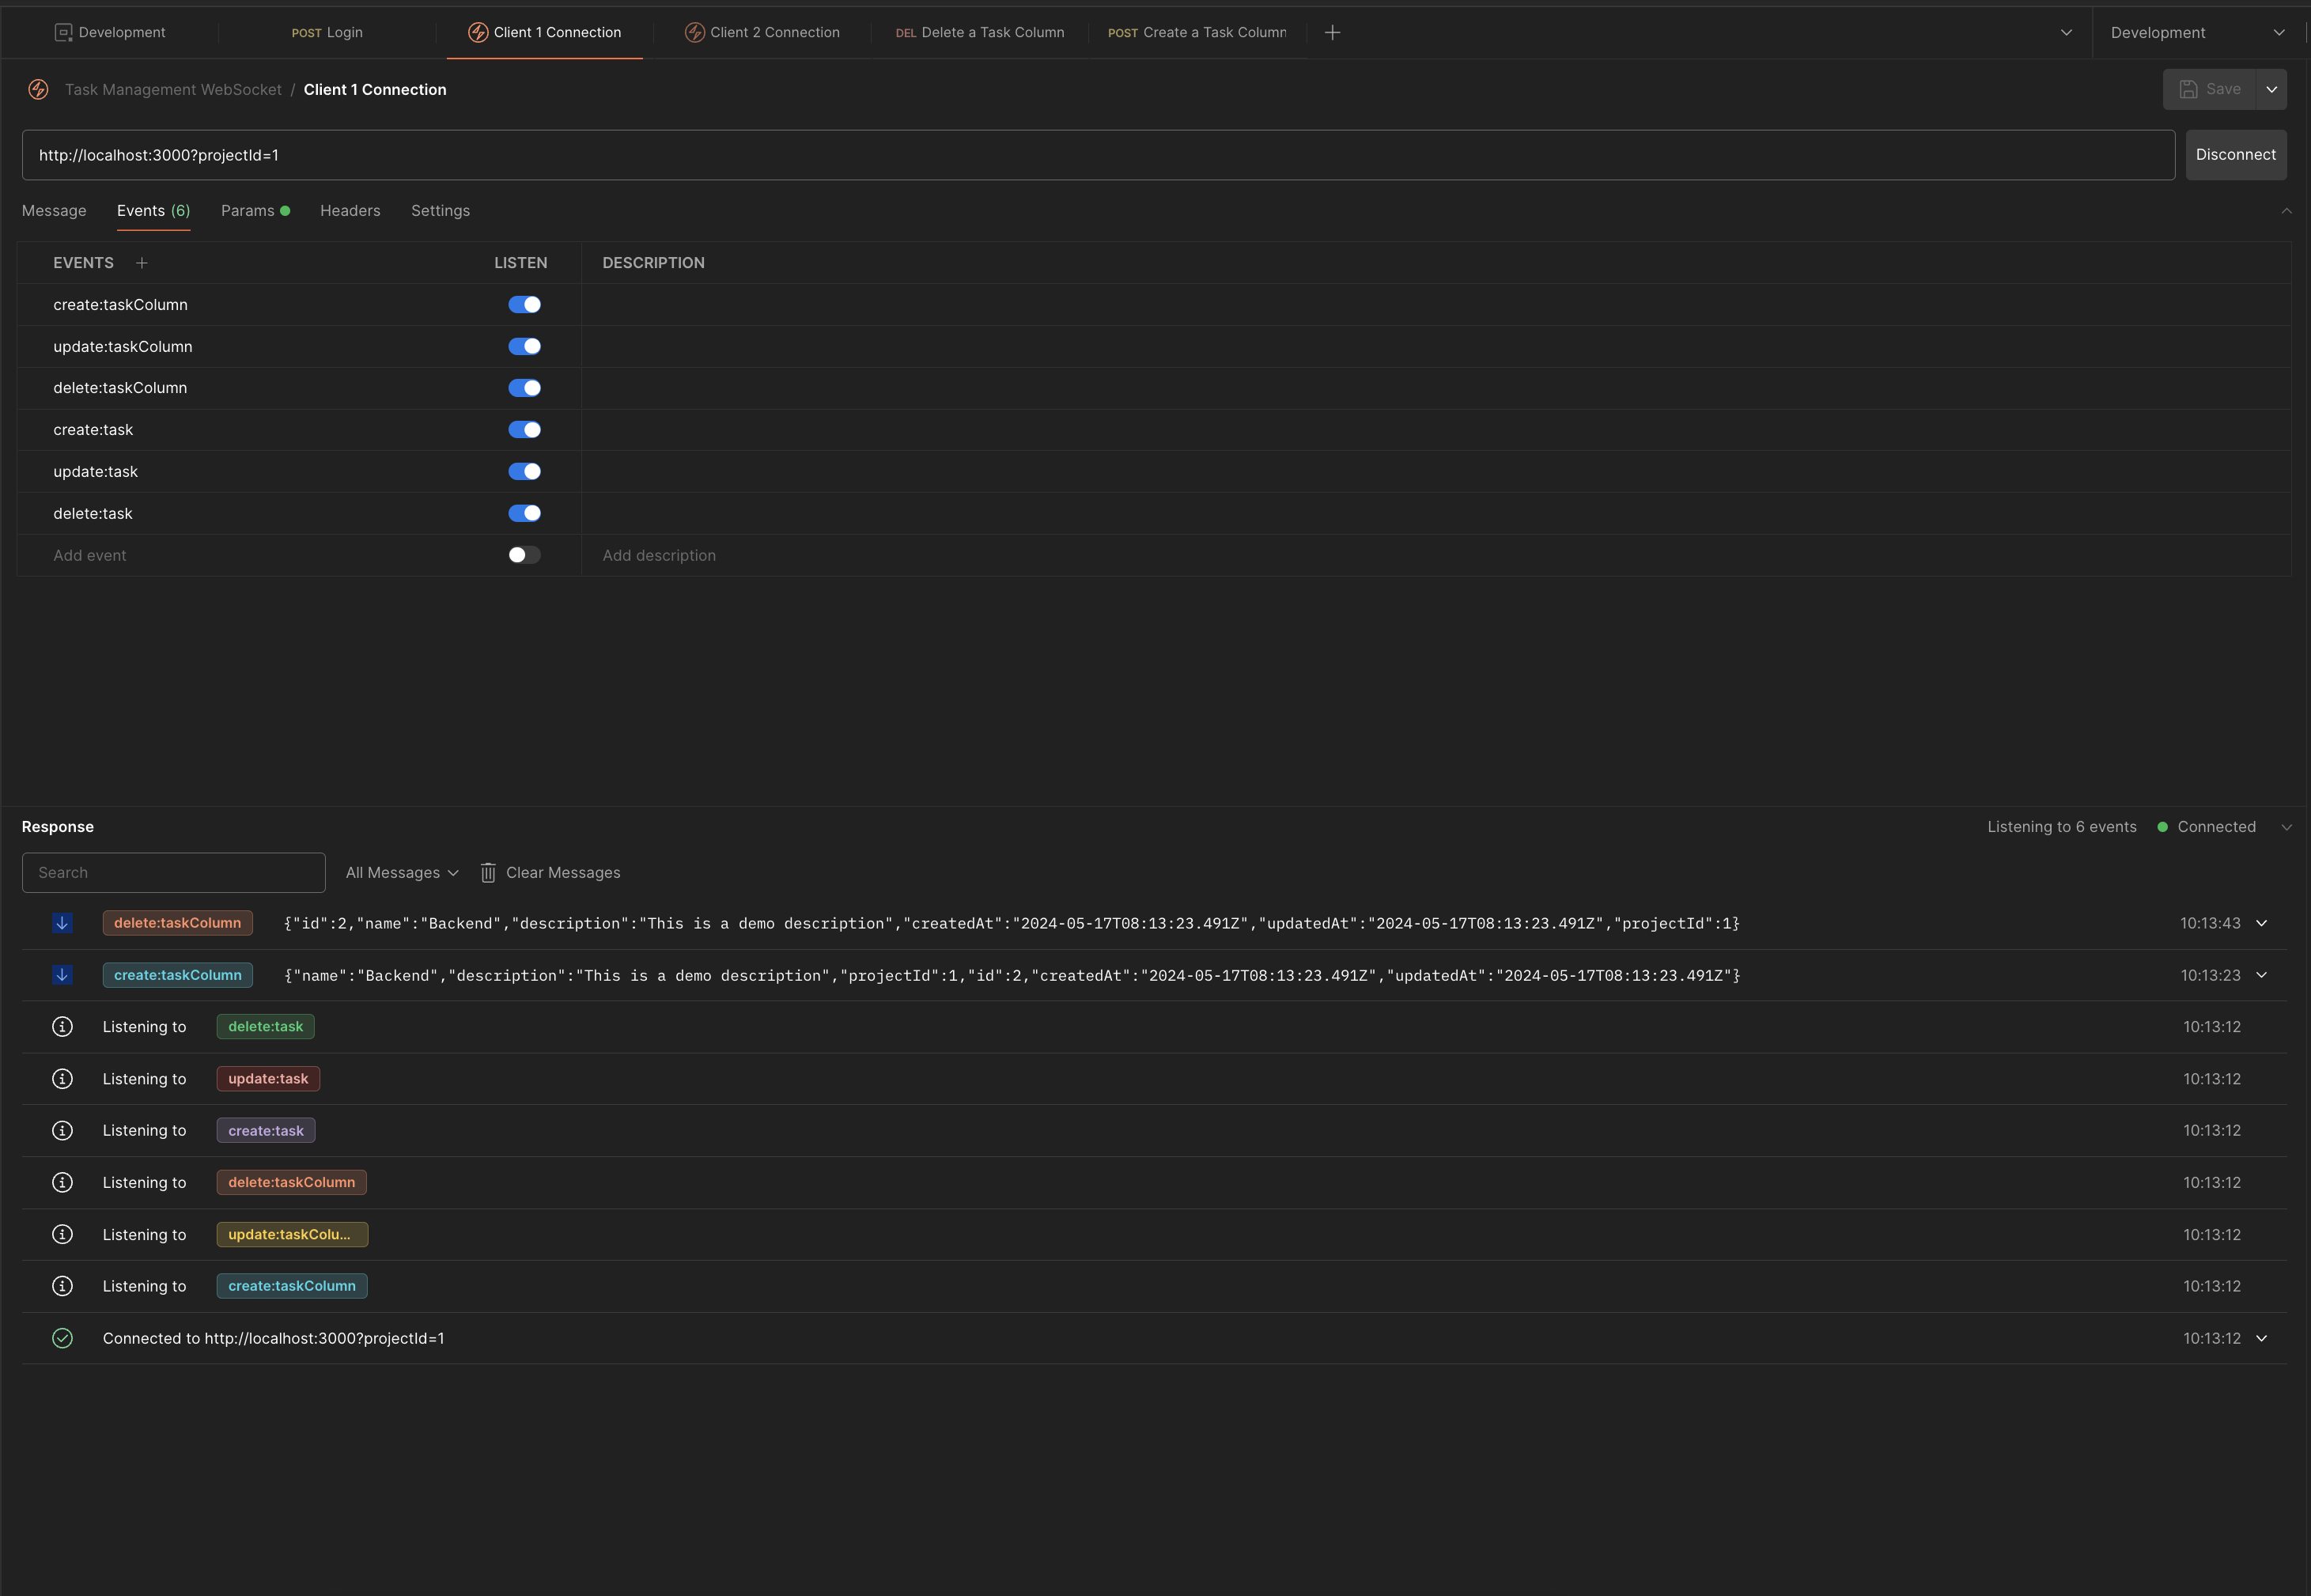 Development POST Login Client 1 Connection Client 2 Connection DEL Delete a Task Column POST Create a Task Column Development
Task Management WebSocket / Client 1 Connection Save
http://localhost:3000?projectId=1 Disconnect
Message Events (6) Params Headers Settings
EVENTS LISTEN DESCRIPTION
create:taskColumn
update:taskColumn
delete:taskColumn
create:task
update:task
delete:task
Add event Add description
Response Listening to 6 events Connected
Search All Messages Clear Messages
delete:taskColumn {"id":2,"name":"Backend","description":"This is a demo description","createdAt":"2024-05-17T08:13:23.491Z","updatedAt":"2024-05-17T08:13:23.491Z","projectId":1} 10:13:43
create:taskColumn {"name":"Backend","description":"This is a demo description","projectId":1,"id":2,"createdAt":"2024-05-17T08:13:23.491Z","updatedAt":"2024-05-17T08:13:23.491Z"} 10:13:23
Listening to delete:task 10:13:12
Listening to update:task 10:13:12
Listening to create:task 10:13:12
Listening to delete:taskColumn 10:13:12
Listening to update:taskColu... 10:13:12
Listening to create:taskColumn 10:13:12
Connected to http://localhost:3000?projectId=1 10:13:12